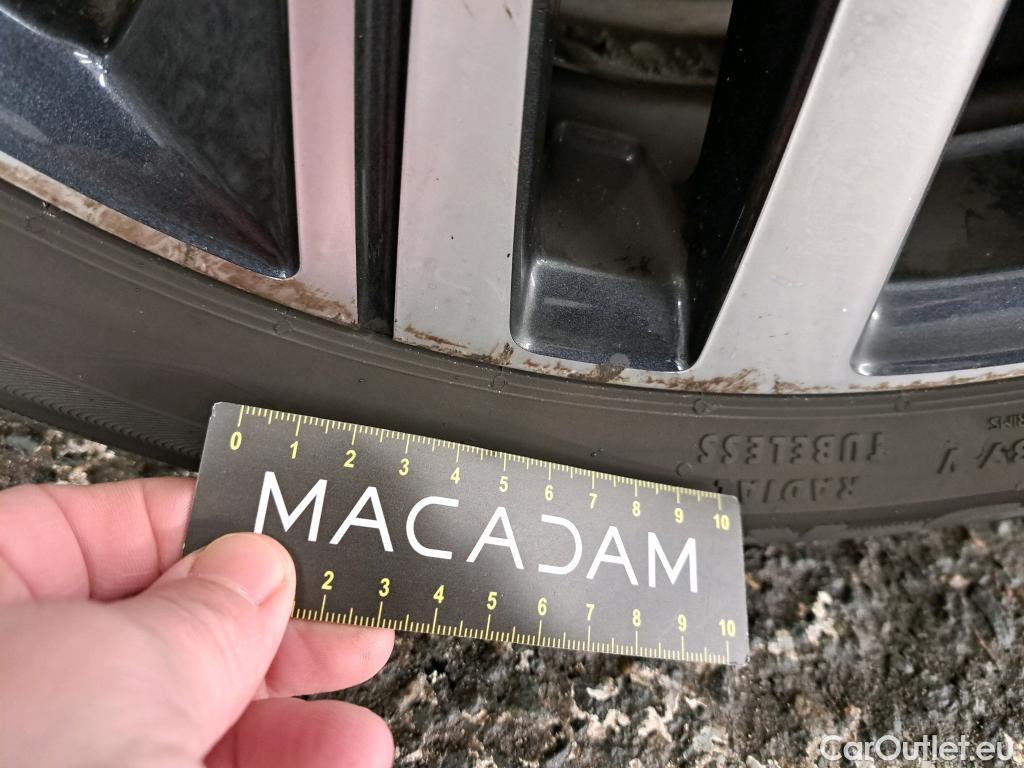 0 1 2 3 4 5 6 7 8 9 10
MACADAM
2 3 4 5 6 7 8 9 10
TUBELESS
RADIAL
RIMS
CarOutlet.eu